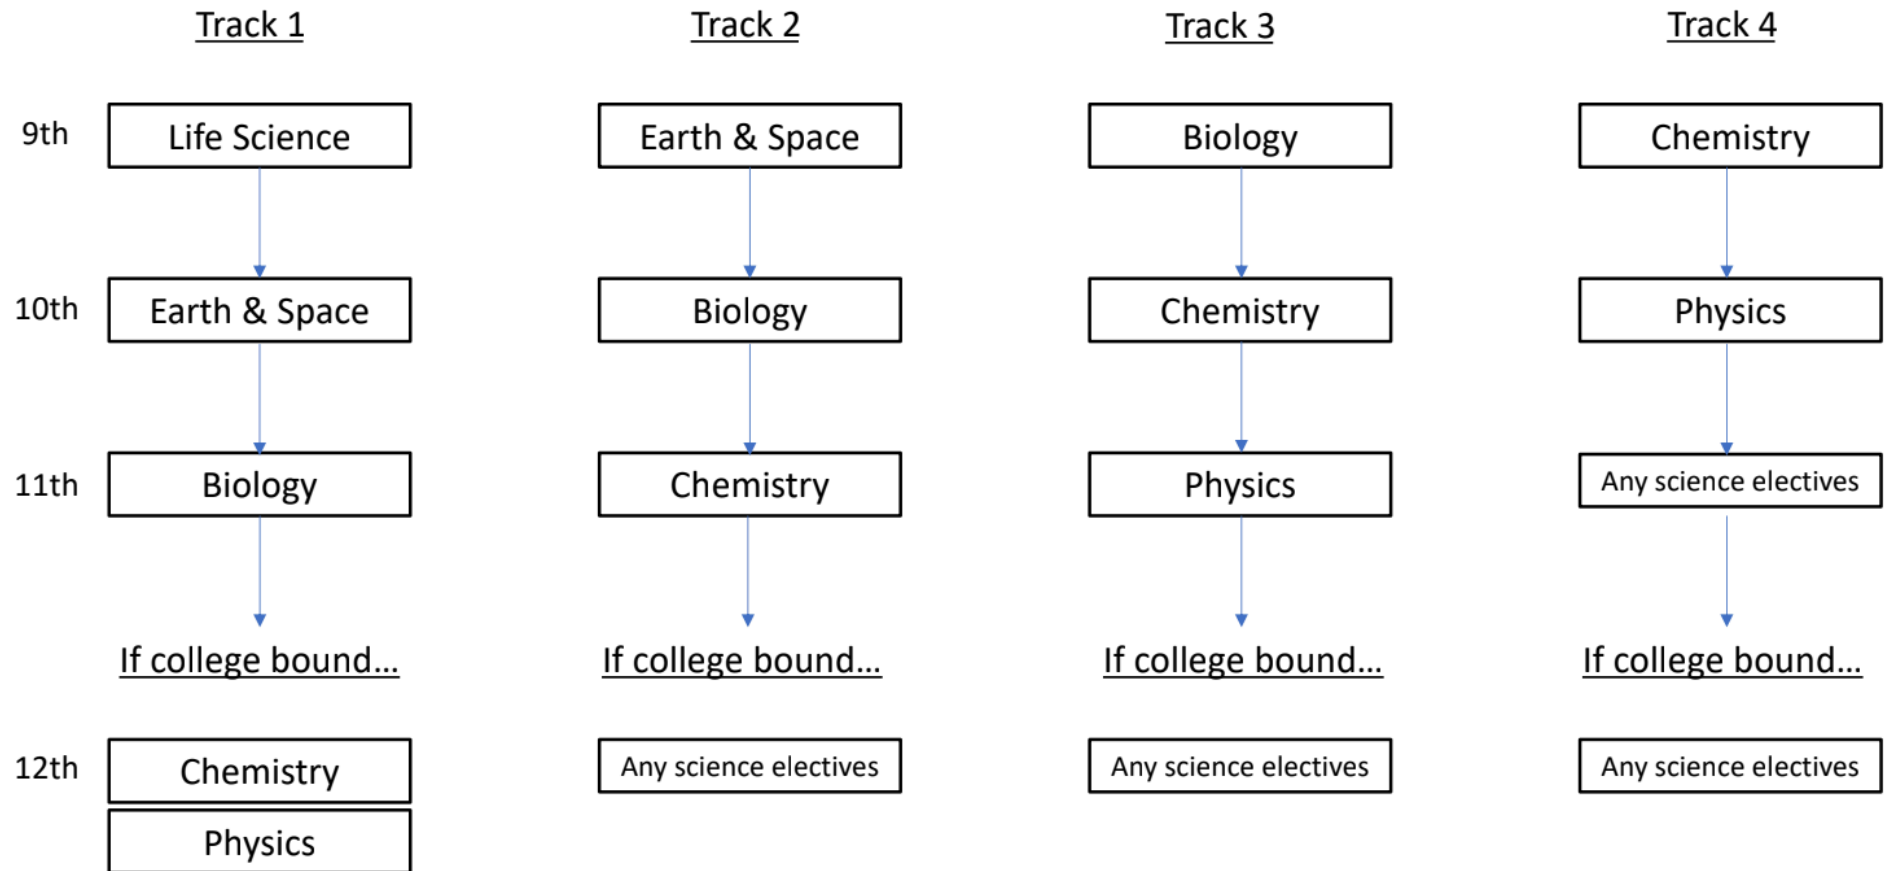 Track 1
Track 2
Track 3
Track 4
9th
Life Science
Earth & Space
Biology
Chemistry
10th
Earth & Space
Biology
Chemistry
Physics
11th
Biology
Chemistry
Physics
Any science electives
If college bound...
If college bound...
If college bound...
If college bound...
12th
Chemistry
Any science electives
Any science electives
Any science electives
Physics